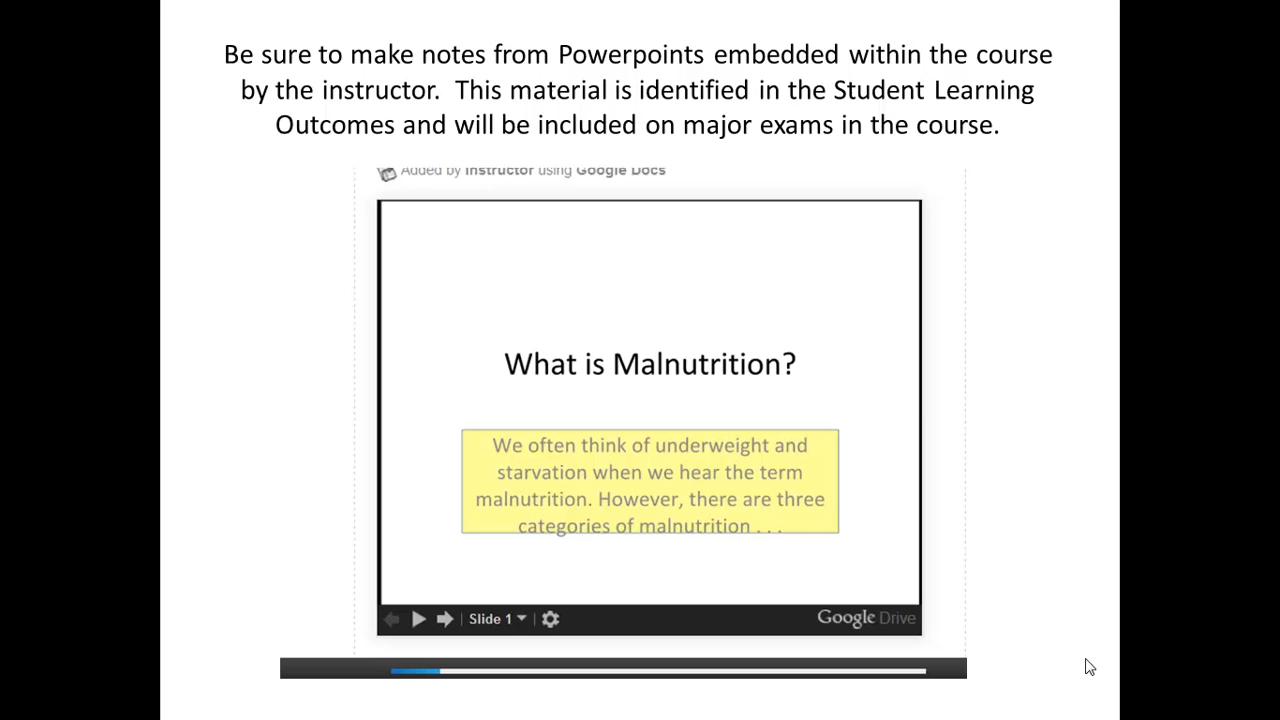 Be sure to make notes from Powerpoints embedded within the course
by the instructor.  This material is identified in the Student Learning
Outcomes and will be included on major exams in the course.
Added by Instructor using Google Docs
What is Malnutrition?
We often think of underweight and
starvation when we hear the term
malnutrition. However, there are three
categories of malnutrition . . .
Slide 1
Google Drive